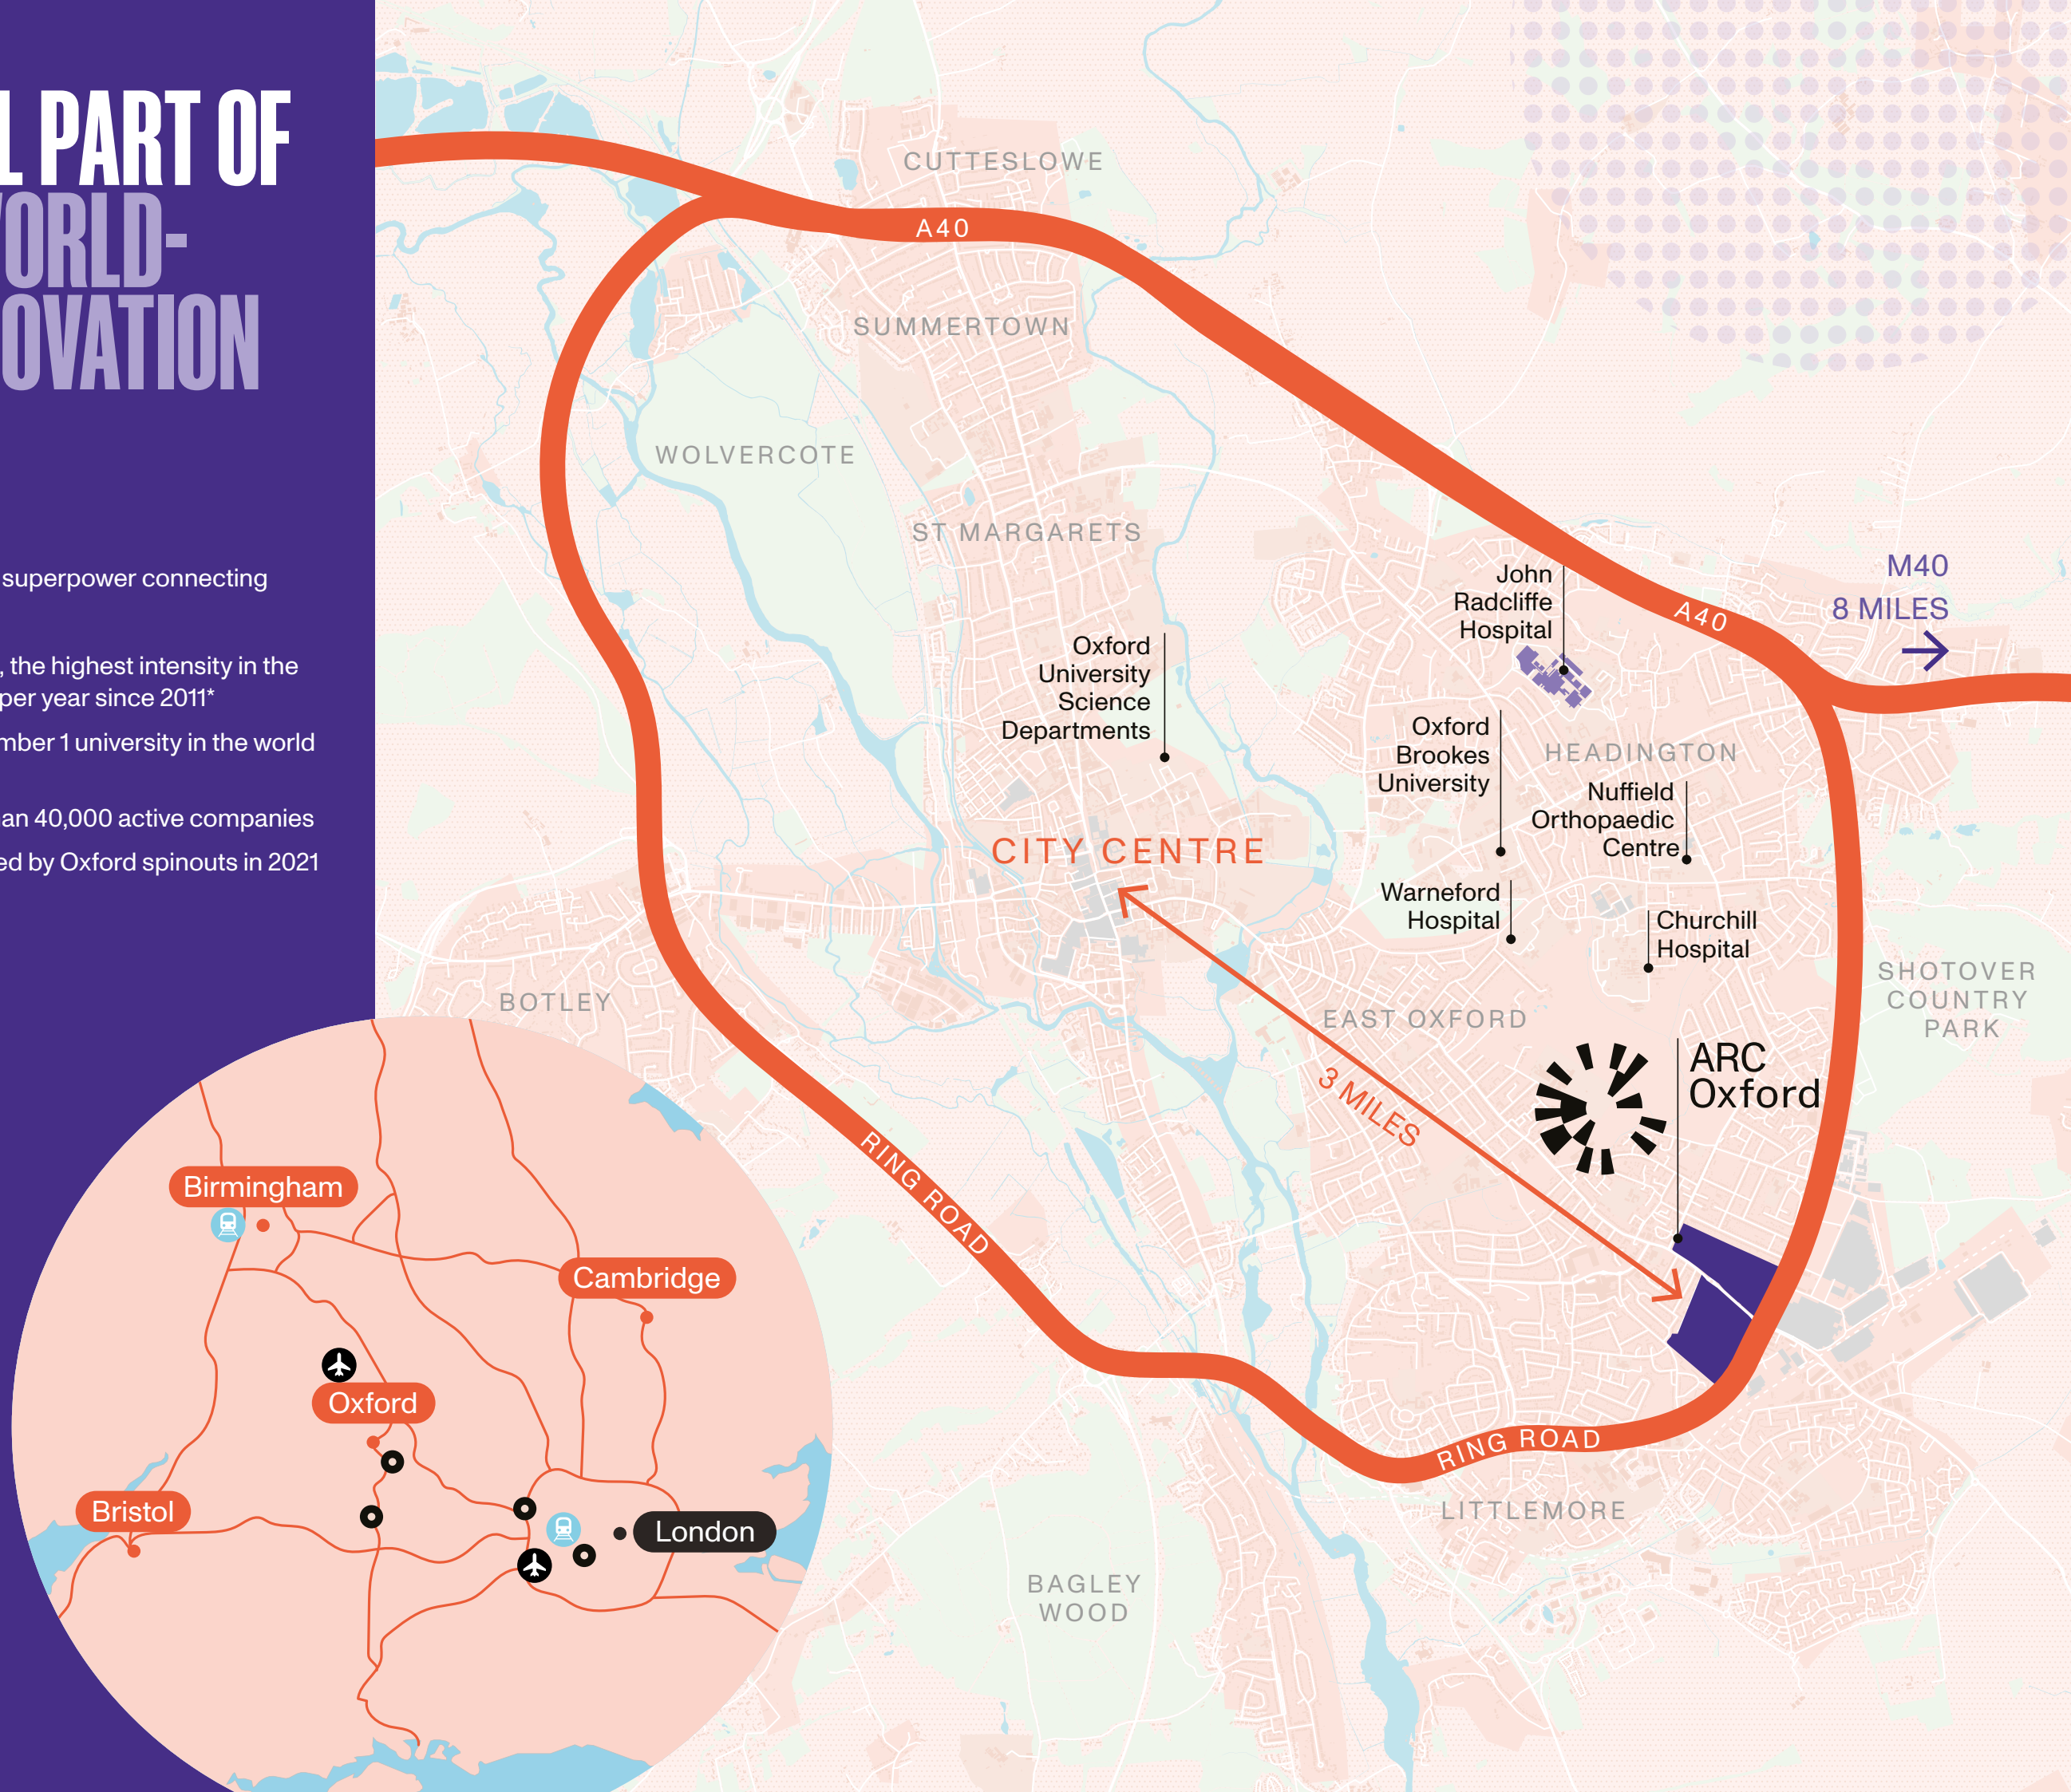 PART OF
OVATION
superpower connecting
, the highest intensity in the
per year since 2011*
1 university in the world
40,000 active companies
by Oxford spinouts in 2021
CUTTESLOWE
A40
SUMMERTOWN
WOLVERCOTE
ST MARGARETS
M40
8 MILES
John
Radcliffe
Hospital
A40
Oxford
University
Science
Departments
Oxford
Brookes
University
HEADINGTON
Nuffield
Orthopaedic
Centre
CITY CENTRE
Warneford
Hospital
Churchill
Hospital
SHOTOVER
COUNTRY
PARK
BOTLEY
EAST OXFORD
ARC
Oxford
3 MILES
RING ROAD
RING ROAD
LITTLEMORE
BAGLEY
WOOD
Birmingham
Cambridge
Oxford
Bristol
London